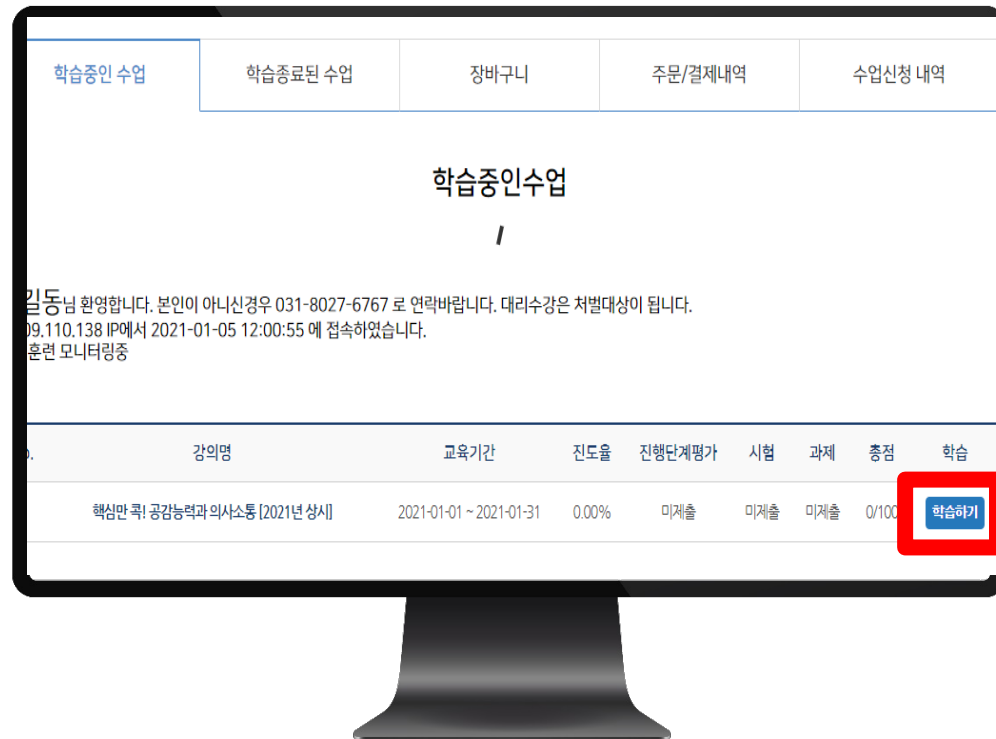 학습중인 수업
학습종료된 수업
장바구니
주문/결제내역
수업신청 내역
학습중인수업
길동님 환영합니다. 본인이 아니신경우 031-8027-6767 로 연락바랍니다. 대리수강은 처벌대상이 됩니다.
09.110.138 IP에서 2021-01-05 12:00:55 에 접속하였습니다.
훈련 모니터링중
강의명 교육기간 진도율 진행단계평가 시험 과제 총점 학습
핵심만 콕! 공감능력과 의사소통 [2021년 상시] 2021-01-01 ~ 2021-01-31 0.00% 미제출 미제출 미제출 0/100 학습하기